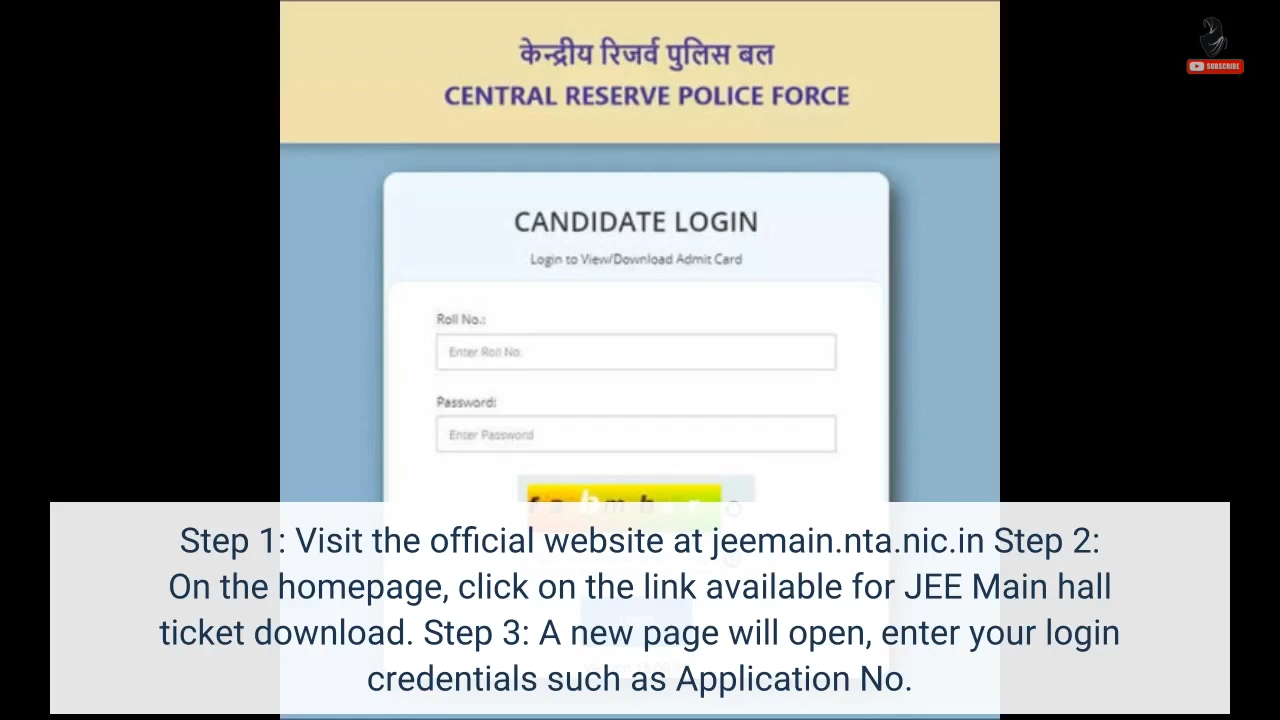 केन्द्रीय रिजर्व पुलिस बल
CENTRAL RESERVE POLICE FORCE
SUBSCRIBE
CANDIDATE LOGIN
Login to View/Download Admit Card
Roll No.:
Enter Roll No.
Password:
Enter Password
Step 1: Visit the official website at jeemain.nta.nic.in Step 2:
On the homepage, click on the link available for JEE Main hall
ticket download. Step 3: A new page will open, enter your login
credentials such as Application No.